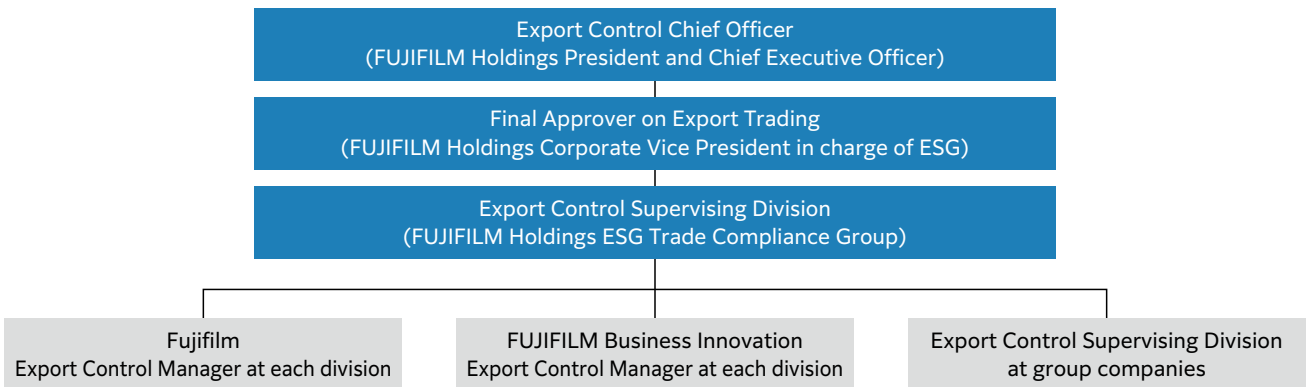 Export Control Chief Officer
(FUJIFILM Holdings President and Chief Executive Officer)
Final Approver on Export Trading
(FUJIFILM Holdings Corporate Vice President in charge of ESG)
Export Control Supervising Division
(FUJIFILM Holdings ESG Trade Compliance Group)
Fujifilm
Export Control Manager at each division
FUJIFILM Business Innovation
Export Control Manager at each division
Export Control Supervising Division
at group companies